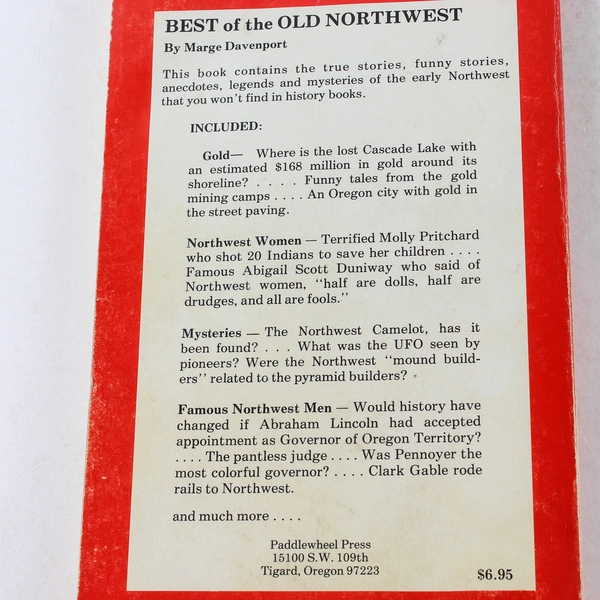 BEST of the OLD NORTHWEST
By Marge Davenport
This book contains the true stories, funny stories,
anecdotes, legends and mysteries of the early Northwest
that you won't find in history books.
INCLUDED:
Gold— Where is the lost Cascade Lake with
an estimated $168 million in gold around its
shoreline? . . . . Funny tales from the gold
mining camps . . . . An Oregon city with gold in
the street paving.
Northwest Women — Terrified Molly Pritchard
who shot 20 Indians to save her children . . . .
Famous Abigail Scott Duniway who said of
Northwest women, "half are dolls, half are
drudges, and all are fools."
Mysteries — The Northwest Camelot, has it
been found? . . . What was the UFO seen by
pioneers? Were the Northwest "mound build-
ers" related to the pyramid builders?
Famous Northwest Men — Would history have
changed if Abraham Lincoln had accepted
appointment as Governor of Oregon Territory?
. . . . The pantless judge . . . . Was Pennoyer the
most colorful governor? . . . . Clark Gable rode
rails to Northwest.
and much more . . . .
Paddlewheel Press
15100 S.W. 109th
Tigard, Oregon 97223
$6.95